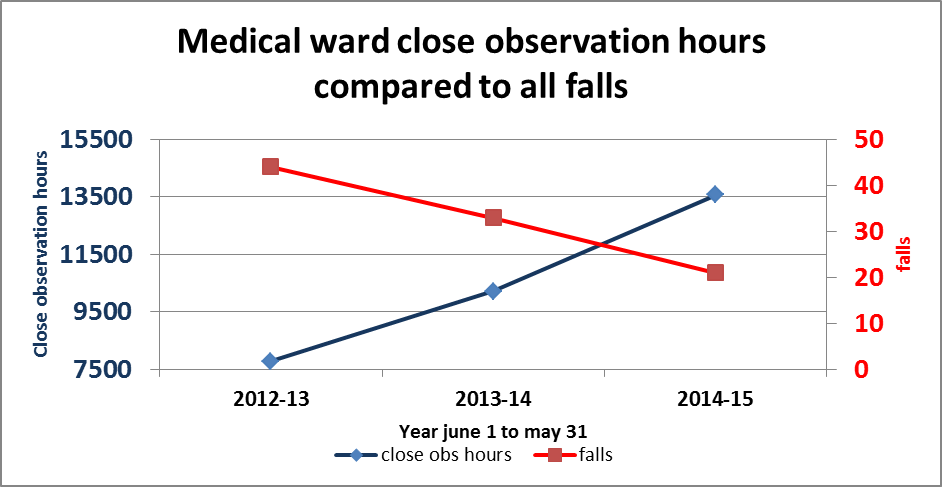 Medical ward close observation hours
compared to all falls
15500
13500
11500
9500
7500
Close observation hours
50
40
30
20
10
0
falls
2012-13
2013-14
2014-15
Year june 1 to may 31
close obs hours
falls